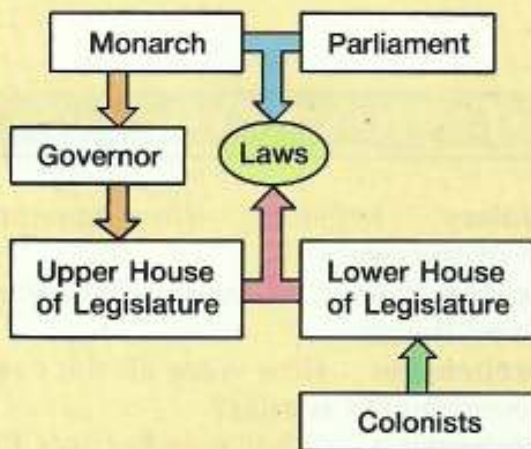 Monarch
Parliament
Governor
Laws
Upper House
of Legislature
Lower House
of Legislature
Colonists